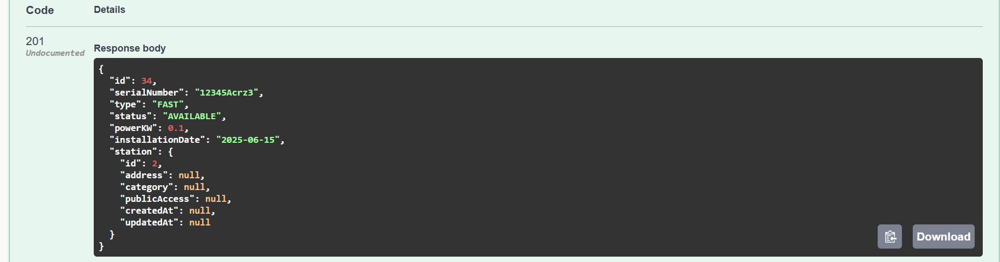 Code Details
201
Undocumented
Response body
{
  "id": 34,
  "serialNumber": "12345Acrz3",
  "type": "FAST",
  "status": "AVAILABLE",
  "powerKW": 0.1,
  "installationDate": "2025-06-15",
  "station": {
    "id": 2,
    "address": null,
    "category": null,
    "publicAccess": null,
    "createdAt": null,
    "updatedAt": null
  }
}
Download